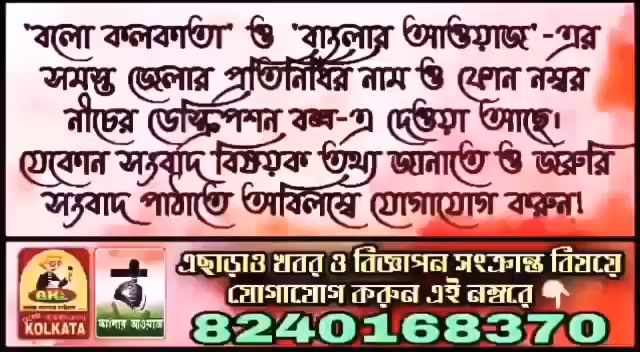 'বলো কলকাতা' ও 'বাংলার আওয়াজ'-এর
সমস্ত জেলার প্রতিনিধির নাম ও ফোন নম্বর
নীচের ডেস্ক্রিপশন বক্স-এ দেওয়া আছে।
যেকোন সংবাদ বিষয়ক তথ্য জানাতে ও জরুরি
সংবাদ পাঠাতে অবিলম্বে যোগাযোগ করুন!
এছাড়াও খবর ও বিজ্ঞাপন সংক্রান্ত বিষয়ে
যোগাযোগ করুন এই নম্বরে
8240168370
KOLKATA
বাংলার আওয়াজ